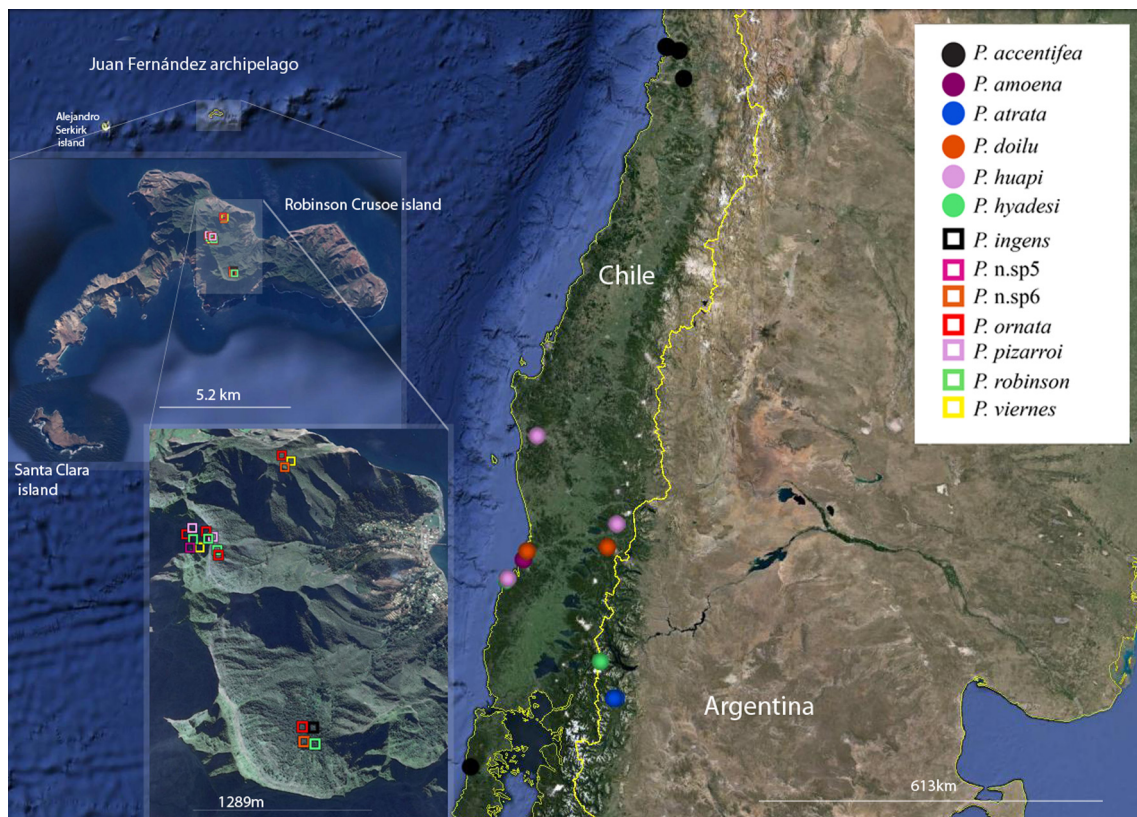 Juan Fernández archipelago
Alejandro
Serkirk
island
Robinson Crusoe island
5.2 km
Santa Clara
island
1289m
Chile
Argentina
613km
P. accentifea
P. amoena
P. atrata
P. doilu
P. huapi
P. hyadesi
P. ingens
P. n.sp5
P. n.sp6
P. ornata
P. pizarroi
P. robinson
P. viernes